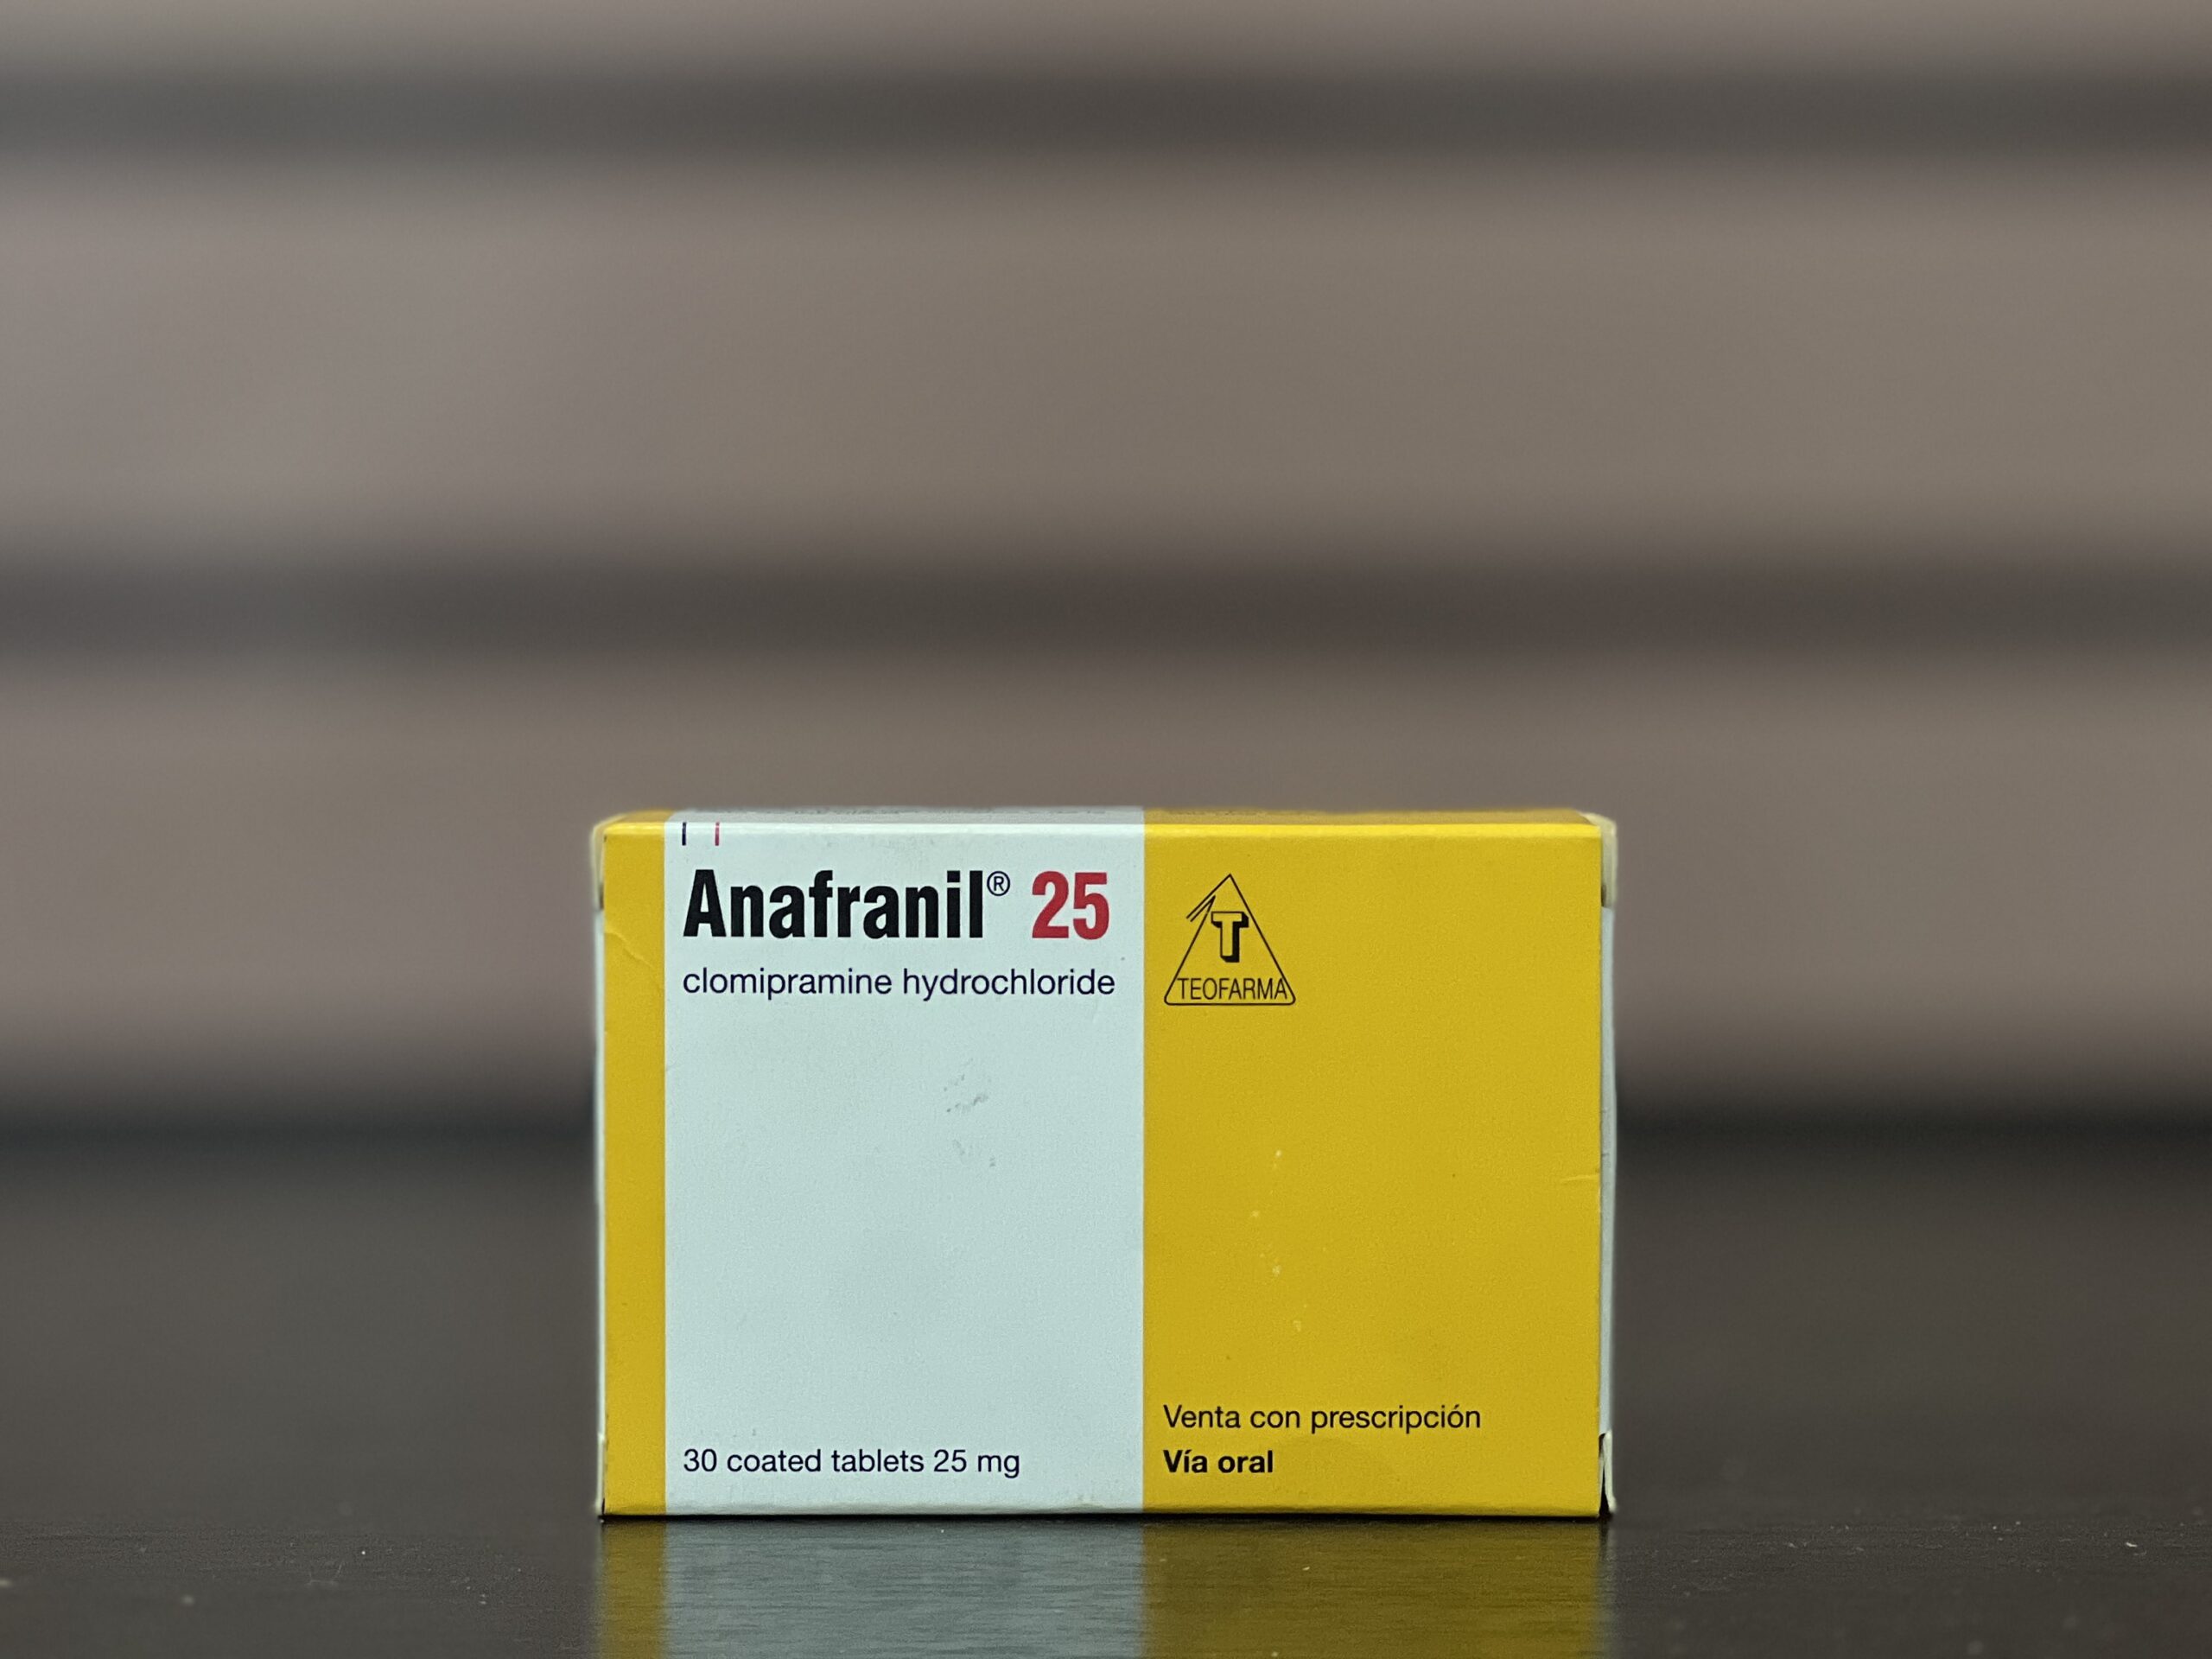 Anafranil® 25
clomipramine hydrochloride
30 coated tablets 25 mg
T
TEOFARMA
Venta con prescripción
Vía oral